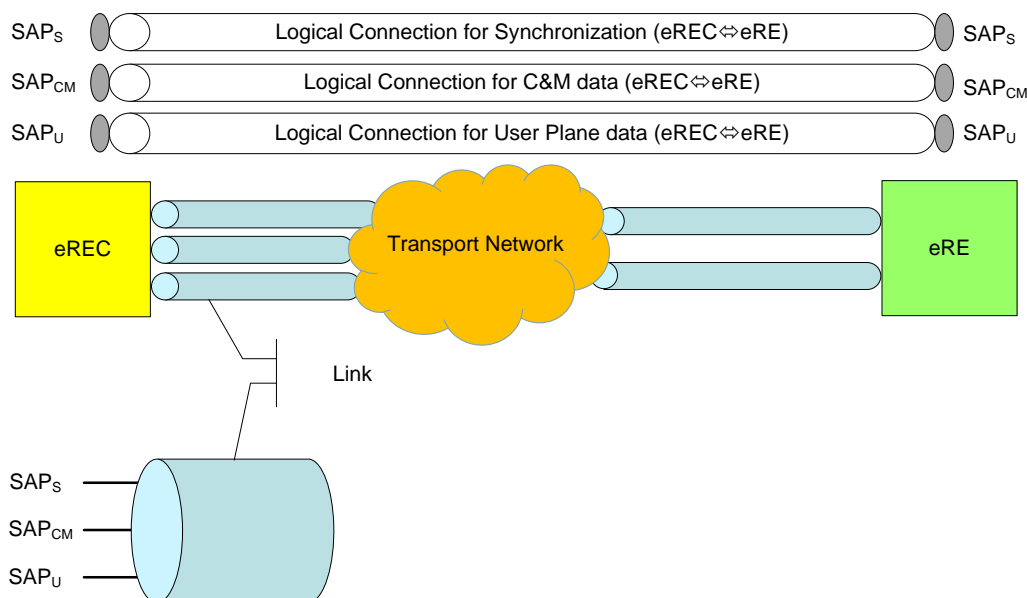 SAPS Logical Connection for Synchronization (eREC⇔eRE) SAPS
SAPCM Logical Connection for C&M data (eREC⇔eRE) SAPCM
SAPU Logical Connection for User Plane data (eREC⇔eRE) SAPU
eREC Transport Network eRE
Link
SAPS
SAPCM
SAPU